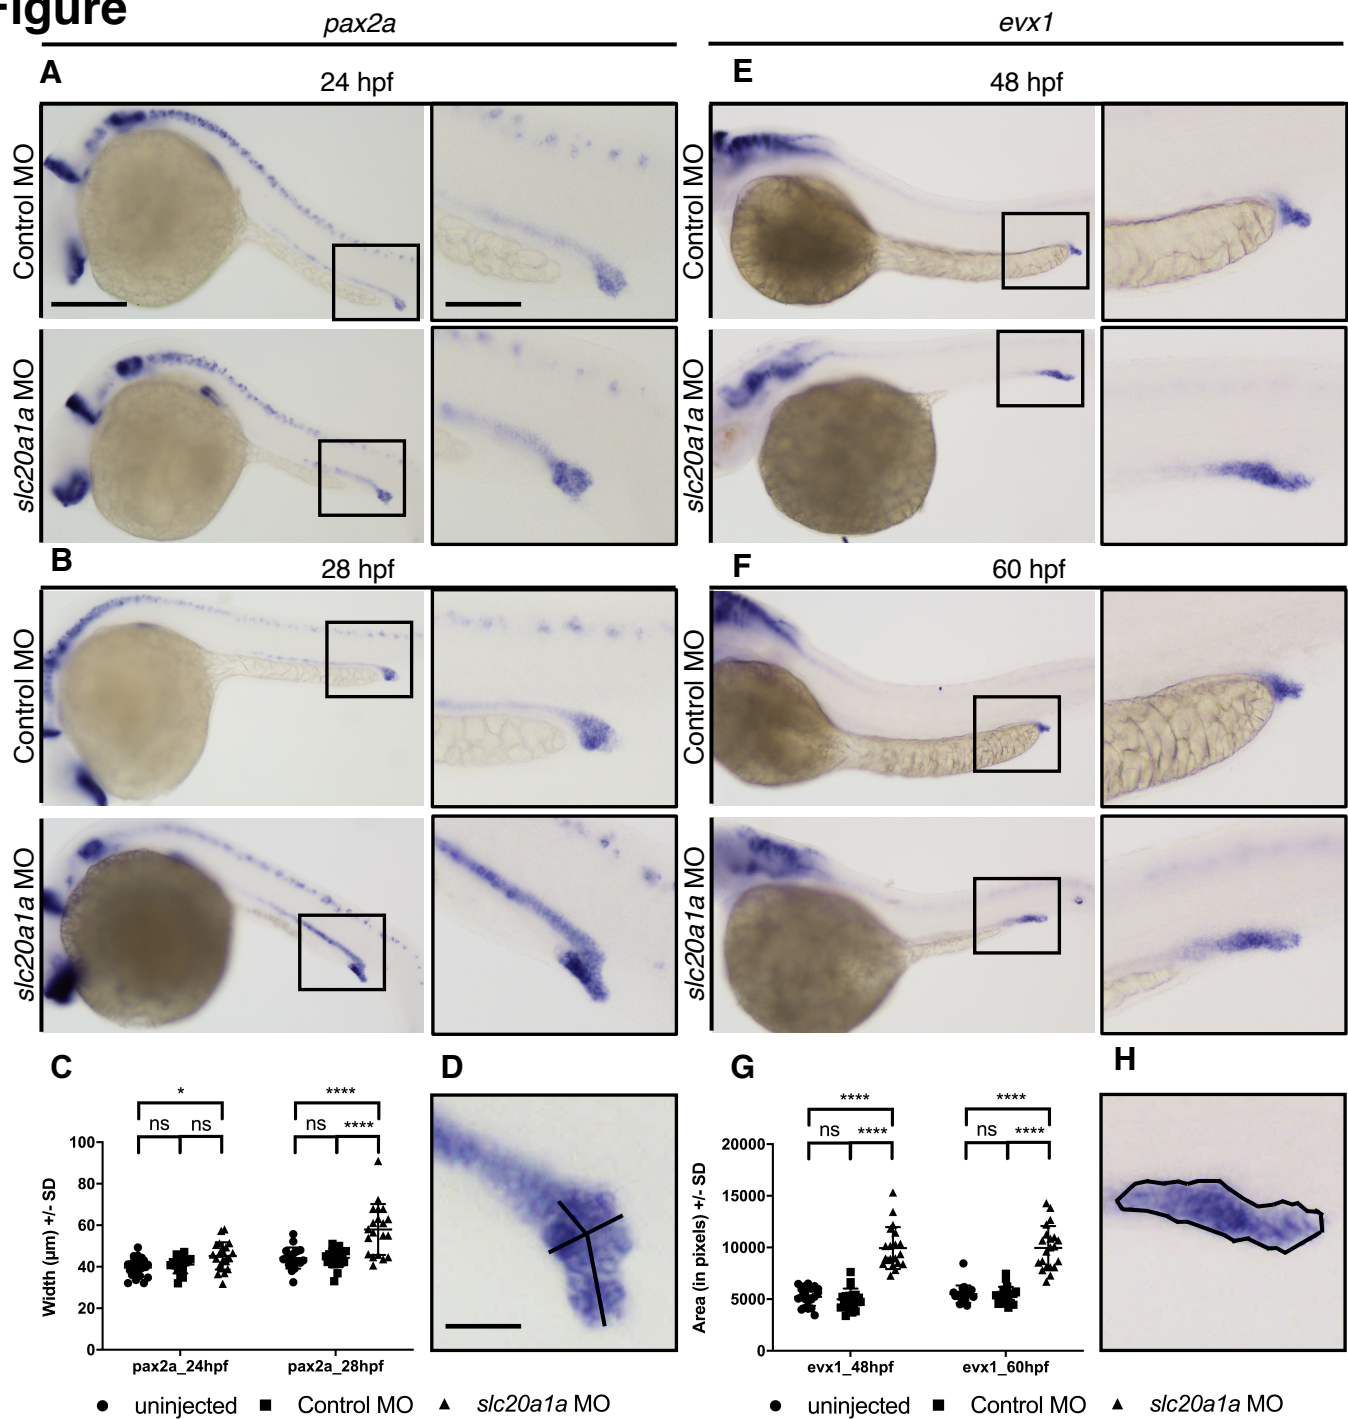 Figure
pax2a
evx1
A
24 hpf
E
48 hpf
Control MO
Control MO
slc20a1a MO
slc20a1a MO
B
28 hpf
F
60 hpf
Control MO
Control MO
slc20a1a MO
slc20a1a MO
C
*
ns
ns
****
ns
****
Width (µm) +/- SD
100
80
60
40
20
0
pax2a_24hpf
pax2a_28hpf
D
G
****
ns
****
****
ns
****
Area (in pixels) +/- SD
20000
15000
10000
5000
0
evx1_48hpf
evx1_60hpf
H
uninjected
Control MO
slc20a1a MO
uninjected
Control MO
slc20a1a MO